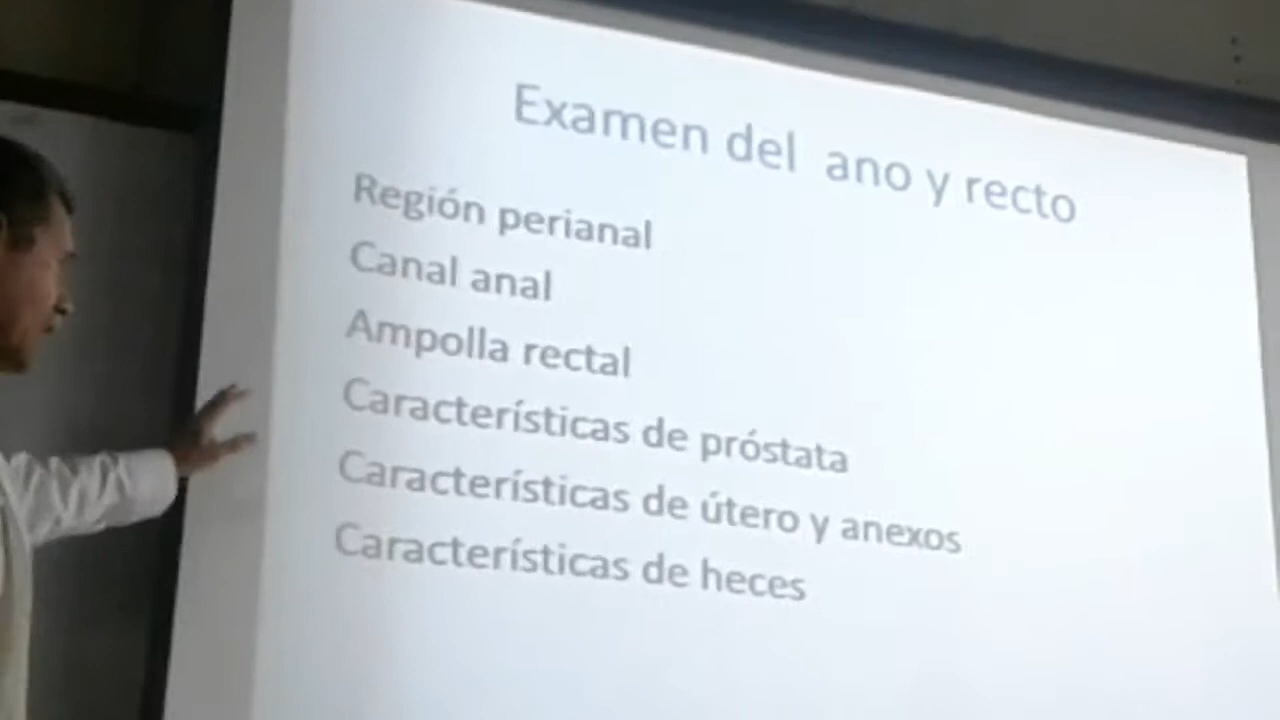 Examen del ano y recto
Región perianal
Canal anal
Ampolla rectal
Características de próstata
Características de útero y anexos
Características de heces